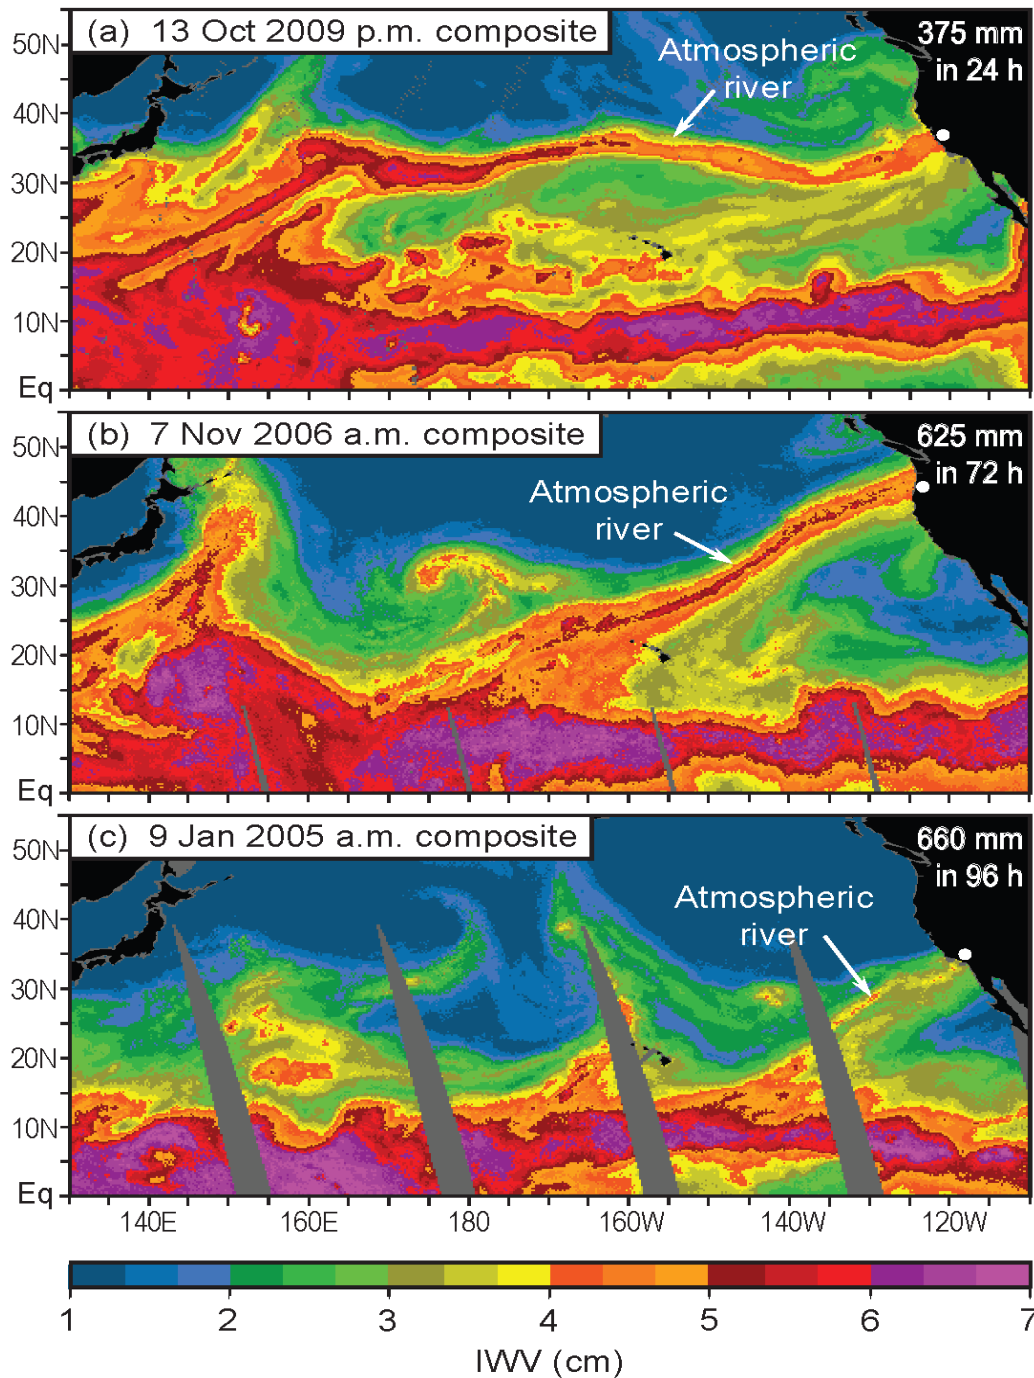 (a) 13 Oct 2009 p.m. composite
375 mm
in 24 h
Atmospheric
river
50N
40N
30N
20N
10N
Eq
(b) 7 Nov 2006 a.m. composite
625 mm
in 72 h
Atmospheric
river
50N
40N
30N
20N
10N
Eq
(c) 9 Jan 2005 a.m. composite
660 mm
in 96 h
Atmospheric
river
50N
40N
30N
20N
10N
Eq
140E 160E 180 160W 140W 120W
1 2 3 4 5 6 7
IWV (cm)